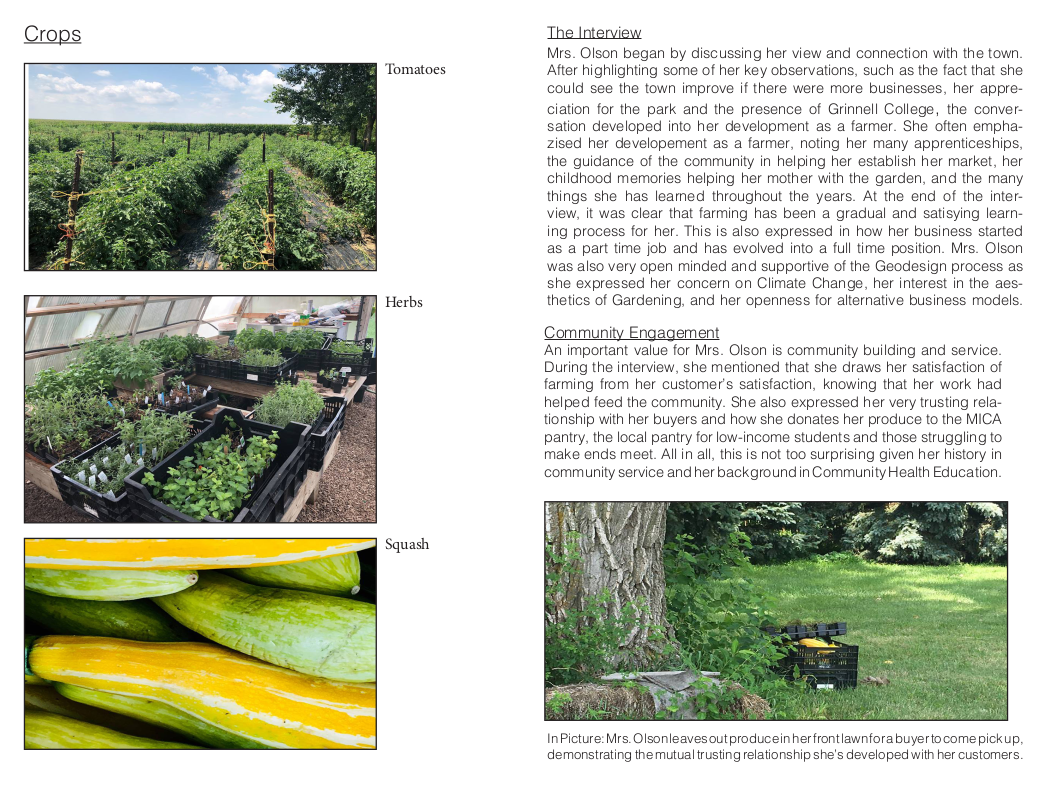 Crops
Tomatoes
Herbs
Squash
The Interview
Mrs. Olson began by discussing her view and connection with the town.
After highlighting some of her key observations, such as the fact that she
could see the town improve if there were more businesses, her appre-
ciation for the park and the presence of Grinnell College, the conver-
sation developed into her development as a farmer. She often empha-
zised her developement as a farmer, noting her many apprenticeships,
the guidance of the community in helping her establish her market, her
childhood memories helping her mother with the garden, and the many
things she has learned throughout the years. At the end of the inter-
view, it was clear that farming has been a gradual and satisying learn-
ing process for her. This is also expressed in how her business started
as a part time job and has evolved into a full time position. Mrs. Olson
was also very open minded and supportive of the Geodesign process as
she expressed her concern on Climate Change, her interest in the aes-
thetics of Gardening, and her openness for alternative business models.
Community Engagement
An important value for Mrs. Olson is community building and service.
During the interview, she mentioned that she draws her satisfaction of
farming from her customer's satisfaction, knowing that her work had
helped feed the community. She also expressed her very trusting rela-
tionship with her buyers and how she donates her produce to the MICA
pantry, the local pantry for low-income students and those struggling to
make ends meet. All in all, this is not too surprising given her history in
community service and her background in Community Health Education.
In Picture: Mrs. Olson leaves out produce in her front lawn for a buyer to come pick up,
demonstrating the mutual trusting relationship she's developed with her customers.